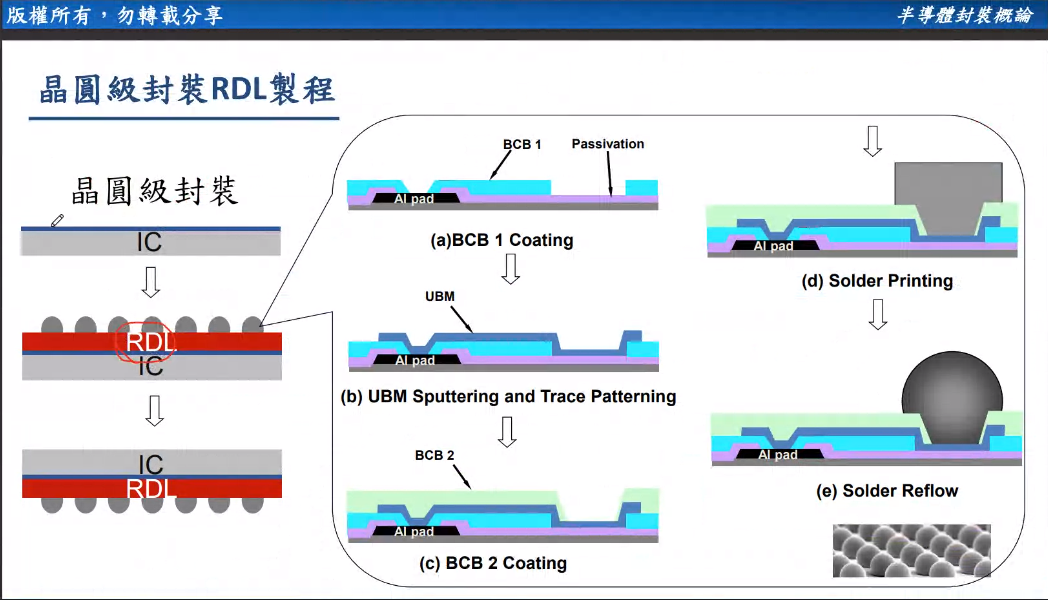 版權所有，勿轉載分享
半導體封裝概論
晶圓級封裝RDL製程
晶圓級封裝
IC
RDL
IC
IC
RDL
BCB 1
Passivation
Al pad
(a)BCB 1 Coating
UBM
Al pad
(b) UBM Sputtering and Trace Patterning
BCB 2
Al pad
(c) BCB 2 Coating
Al pad
(d) Solder Printing
Al pad
(e) Solder Reflow